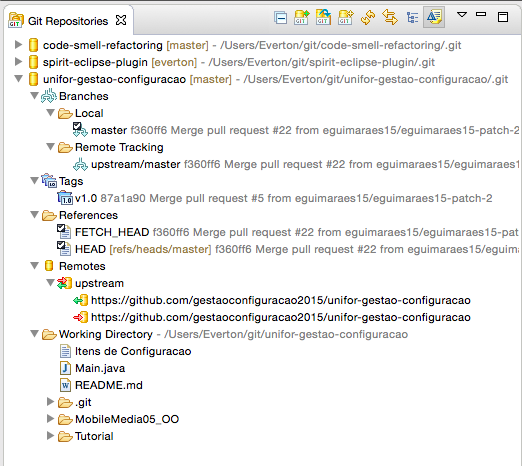 Git Repositories
code-smell-refactoring [master] - /Users/Everton/git/code-smell-refactoring/.git
spirit-eclipse-plugin [everton] - /Users/Everton/git/spirit-eclipse-plugin/.git
unifor-gestao-configuracao [master] - /Users/Everton/git/unifor-gestao-configuracao/.git
Branches
Local
master f360ff6 Merge pull request #22 from eguimaraes15/eguimaraes15-patch-2
Remote Tracking
upstream/master f360ff6 Merge pull request #22 from eguimaraes15/eguimaraes15
Tags
v1.0 87a1a90 Merge pull request #5 from eguimaraes15/eguimaraes15-patch-2
References
FETCH_HEAD f360ff6 Merge pull request #22 from eguimaraes15/eguimaraes15-pat
HEAD [refs/heads/master] f360ff6 Merge pull request #22 from eguimaraes15/eguima
Remotes
upstream
https://github.com/gestaoconfiguracao2015/unifor-gestao-configuracao
https://github.com/gestaoconfiguracao2015/unifor-gestao-configuracao
Working Directory - /Users/Everton/git/unifor-gestao-configuracao
Itens de Configuracao
Main.java
README.md
.git
MobileMedia05_OO
Tutorial